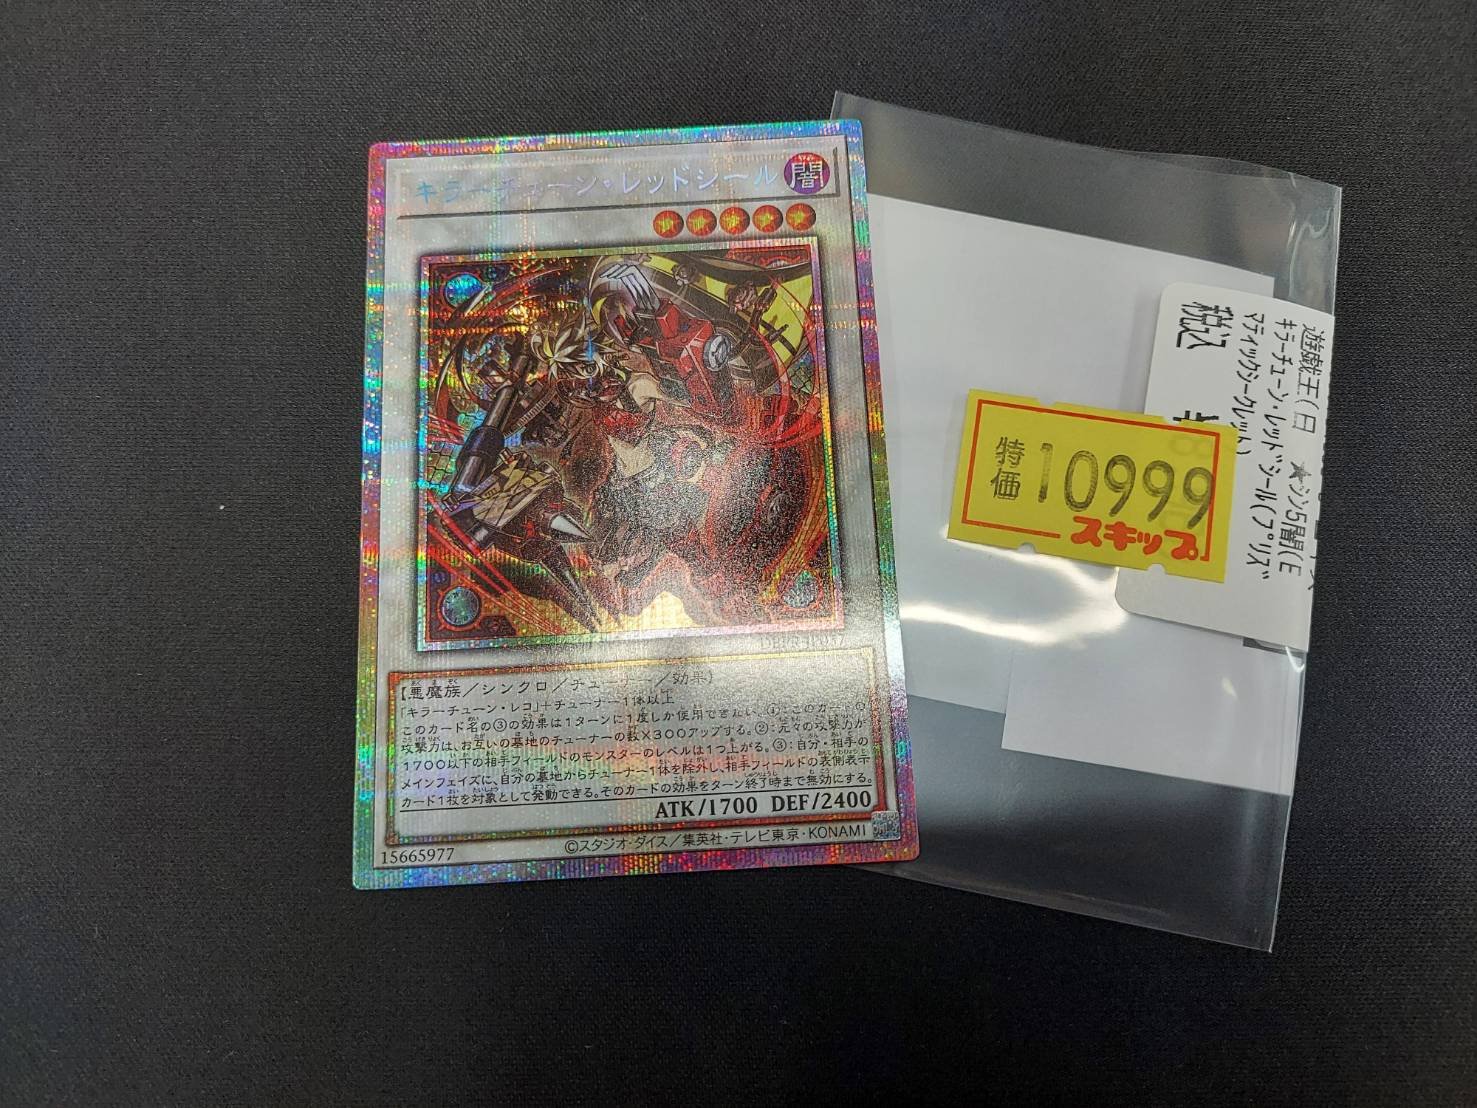 キラーチューン・レッドシール
闇
【悪魔族／シンクロ／チューナー／効果】
「キラーチューン・レコ」＋チューナー1体以上
このカード名の③の効果は1ターンに1度しか使用できない。①：このカードの
攻撃力は、お互いの墓地のチューナーの数×300アップする。②：元々の攻撃力が
1700以下の相手フィールドのモンスターのレベルは1つ上がる。③：自分・相手の
メインフェイズに、自分の墓地からチューナー1体を除外し、相手フィールドの表側表示
カード1枚を対象として発動できる。そのカードの効果をターン終了時まで無効にする。
ATK/1700 DEF/2400
15665977
©スタジオ・ダイス／集英社・テレビ東京・KONAMI
特価
10999
スキップ
遊戯王(日
★シン5闇(E
キラーチューン・レッドシール(プリズ
マティックシークレット)
税込